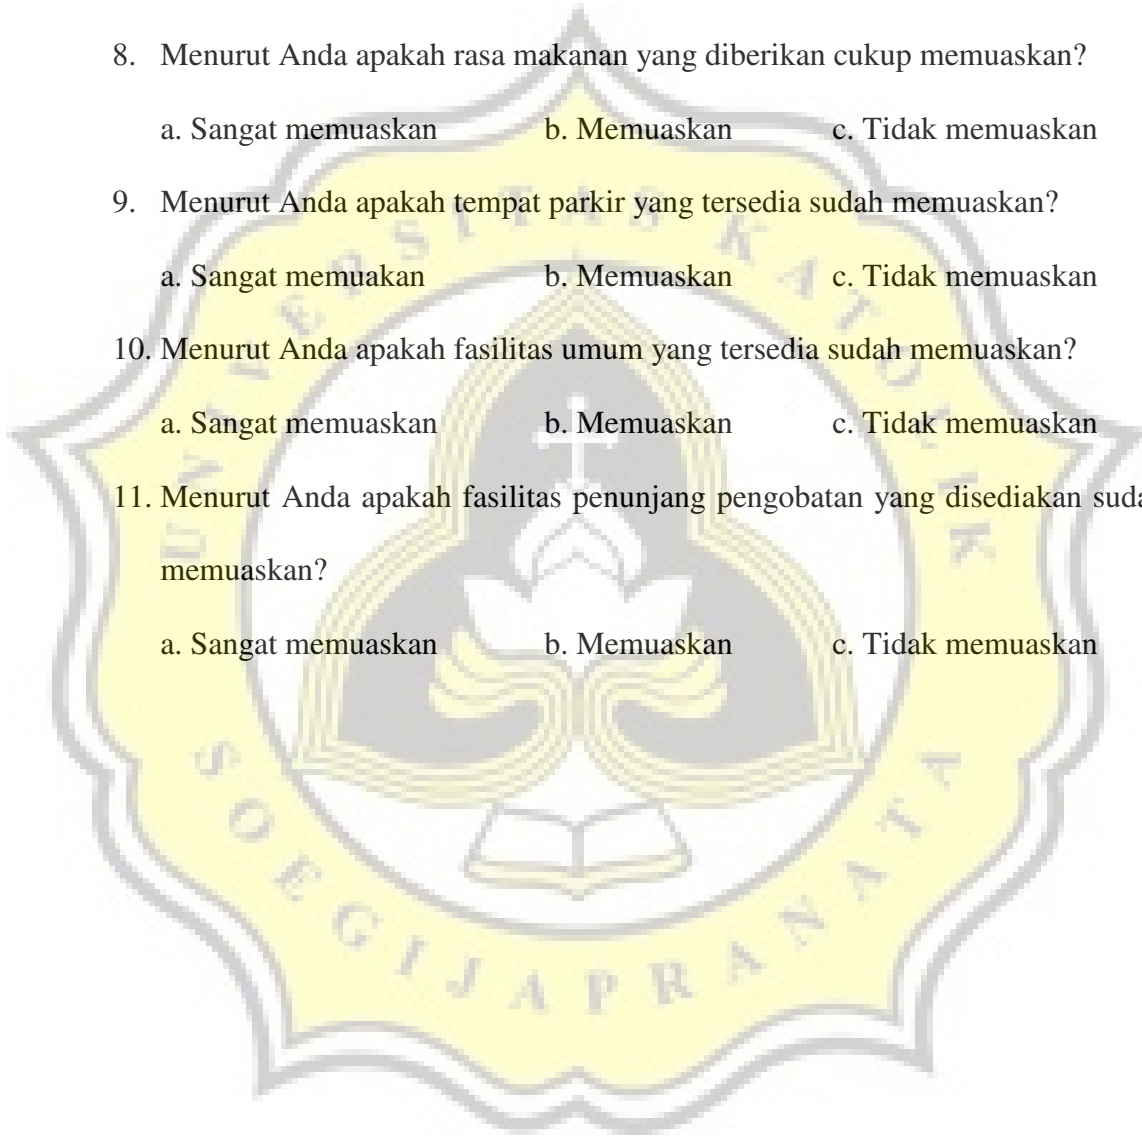 8. Menurut Anda apakah rasa makanan yang diberikan cukup memuaskan?
a. Sangat memuaskan b. Memuaskan c. Tidak memuaskan
9. Menurut Anda apakah tempat parkir yang tersedia sudah memuaskan?
a. Sangat memuakan b. Memuaskan c. Tidak memuaskan
10. Menurut Anda apakah fasilitas umum yang tersedia sudah memuaskan?
a. Sangat memuaskan b. Memuaskan c. Tidak memuaskan
11. Menurut Anda apakah fasilitas penunjang pengobatan yang disediakan suda
memuaskan?
a. Sangat memuaskan b. Memuaskan c. Tidak memuaskan
UNIVERSITAS KATOLIK
SOEGIJAPRANATA